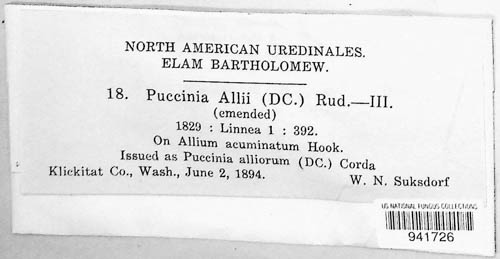 NORTH AMERICAN UREDINALES.
ELAM BARTHOLOMEW.
18. Puccinia Allii (DC.) Rud.—III.
(emended)
1829 : Linnea 1 : 392.
On Allium acuminatum Hook.
Issued as Puccinia alliorum (DC.) Corda
Klickitat Co., Wash., June 2, 1894. W. N. Suksdorf
US NATIONAL FUNGUS COLLECTIONS
941726